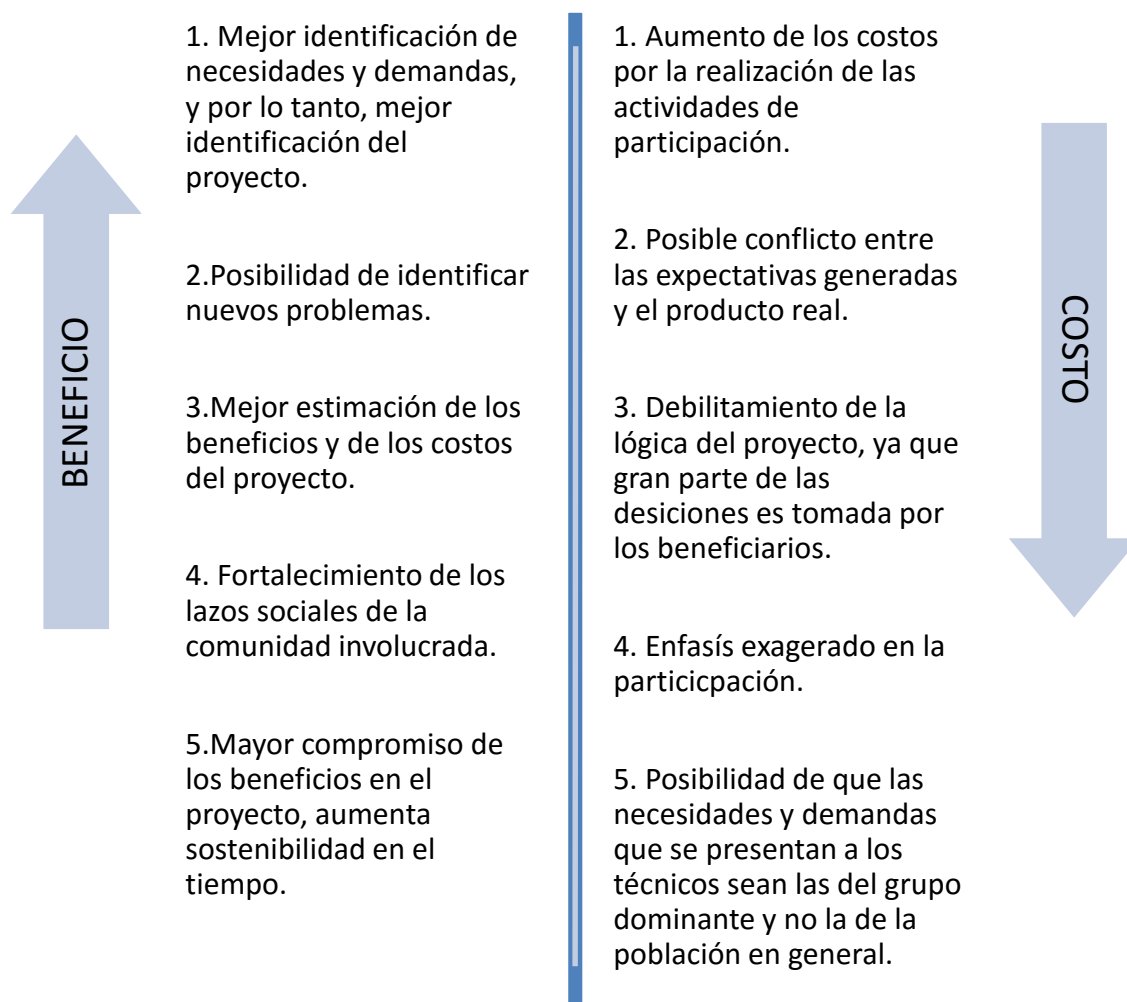 BENEFICIO
1. Mejor identificación de
necesidades y demandas,
y por lo tanto, mejor
identificación del
proyecto.
2.Posibilidad de identificar
nuevos problemas.
3.Mejor estimación de los
beneficios y de los costos
del proyecto.
4. Fortalecimiento de los
lazos sociales de la
comunidad involucrada.
5.Mayor compromiso de
los beneficios en el
proyecto, aumenta
sostenibilidad en el
tiempo.
1. Aumento de los costos
por la realización de las
actividades de
participación.
2. Posible conflicto entre
las expectativas generadas
y el producto real.
3. Debilitamiento de la
lógica del proyecto, ya que
gran parte de las
desiciones es tomada por
los beneficiarios.
4. Enfasís exagerado en la
particicpación.
5. Posibilidad de que las
necesidades y demandas
que se presentan a los
técnicos sean las del grupo
dominante y no la de la
población en general.
COSTO